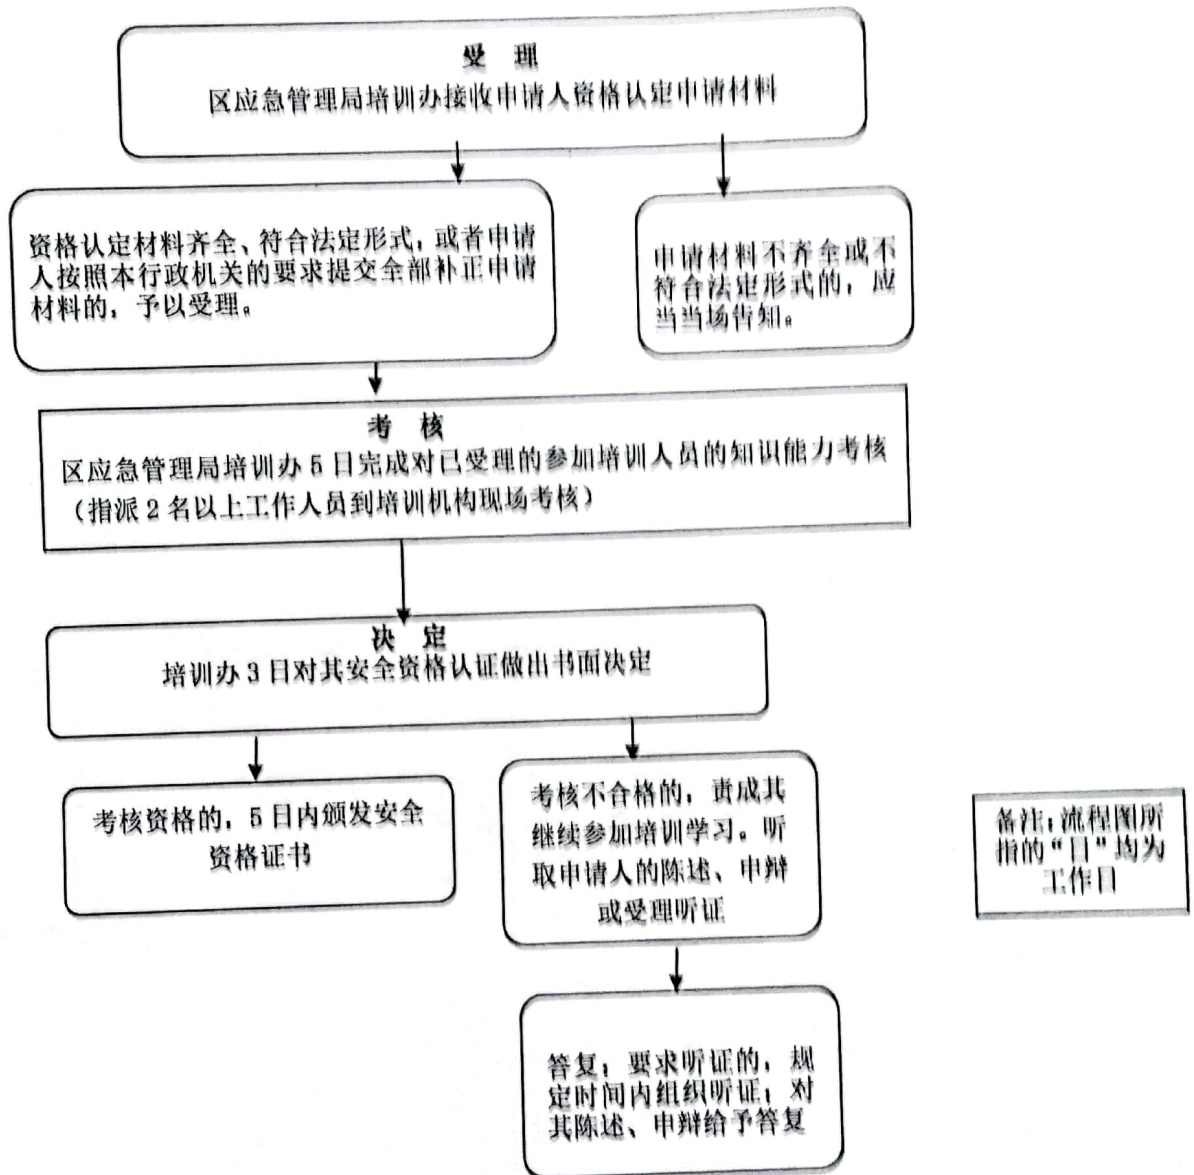 受 理
区应急管理局培训办接收申请人资格认定申请材料
资格认定材料齐全、符合法定形式，或者申请
人按照本行政机关的要求提交全部补正申请
材料的，予以受理。
申请材料不齐全或不
符合法定形式的，应
当当场告知。
考 核
区应急管理局培训办5日完成对已受理的参加培训人员的知识能力考核
（指派2名以上工作人员到培训机构现场考核）
决 定
培训办3日对其安全资格认证做出书面决定
考核资格的，5日内颁发安全
资格证书
考核不合格的，责成其
继续参加培训学习。听
取申请人的陈述、申辩
或受理听证
备注：流程图所
指的“日”均为
工作日
答复：要求听证的，规
定时间内组织听证；对
其陈述、申辩给予答复